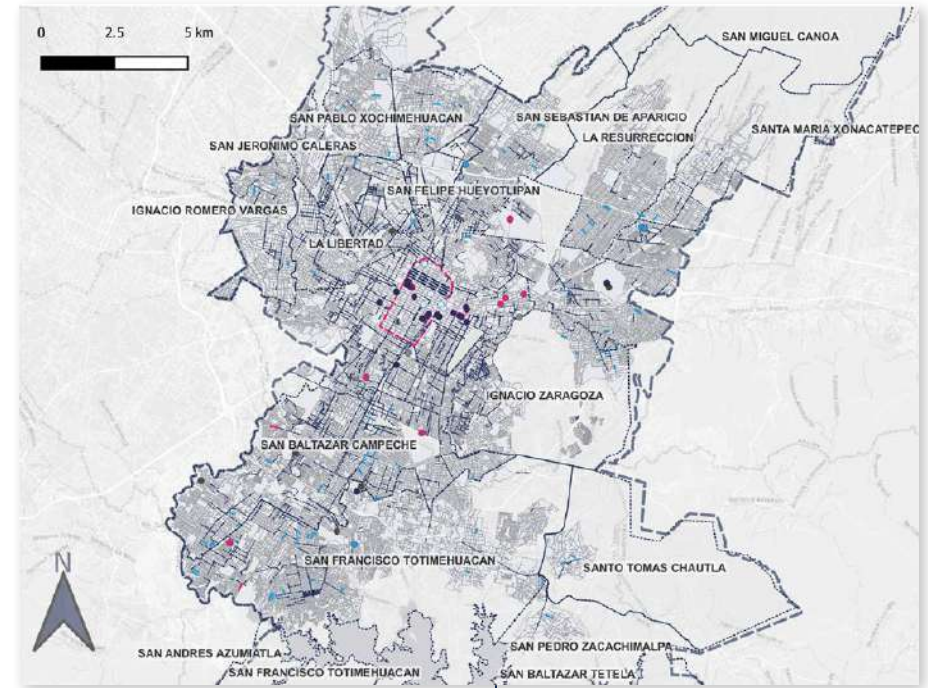 0 2.5 5 km
SAN MIGUEL CANOA
SAN PABLO XOCHIMEHUACAN
SAN SEBASTIAN DE APARICIO
LA RESURRECCION
SANTA MARIA XONACATEPEC
SAN JERONIMO CALERAS
SAN FELIPE HUEYOTLIPAN
IGNACIO ROMERO VARGAS
LA LIBERTAD
IGNACIO ZARAGOZA
SAN BALTAZAR CAMPECHE
N
SAN FRANCISCO TOTIMEHUACAN
SANTO TOMAS CHAUTLA
SAN ANDRES AZUMIATLA
SAN PEDRO ZACACHIMALPA
SAN FRANCISCO TOTIMEHUACAN
SAN BALTAZAR TETELA